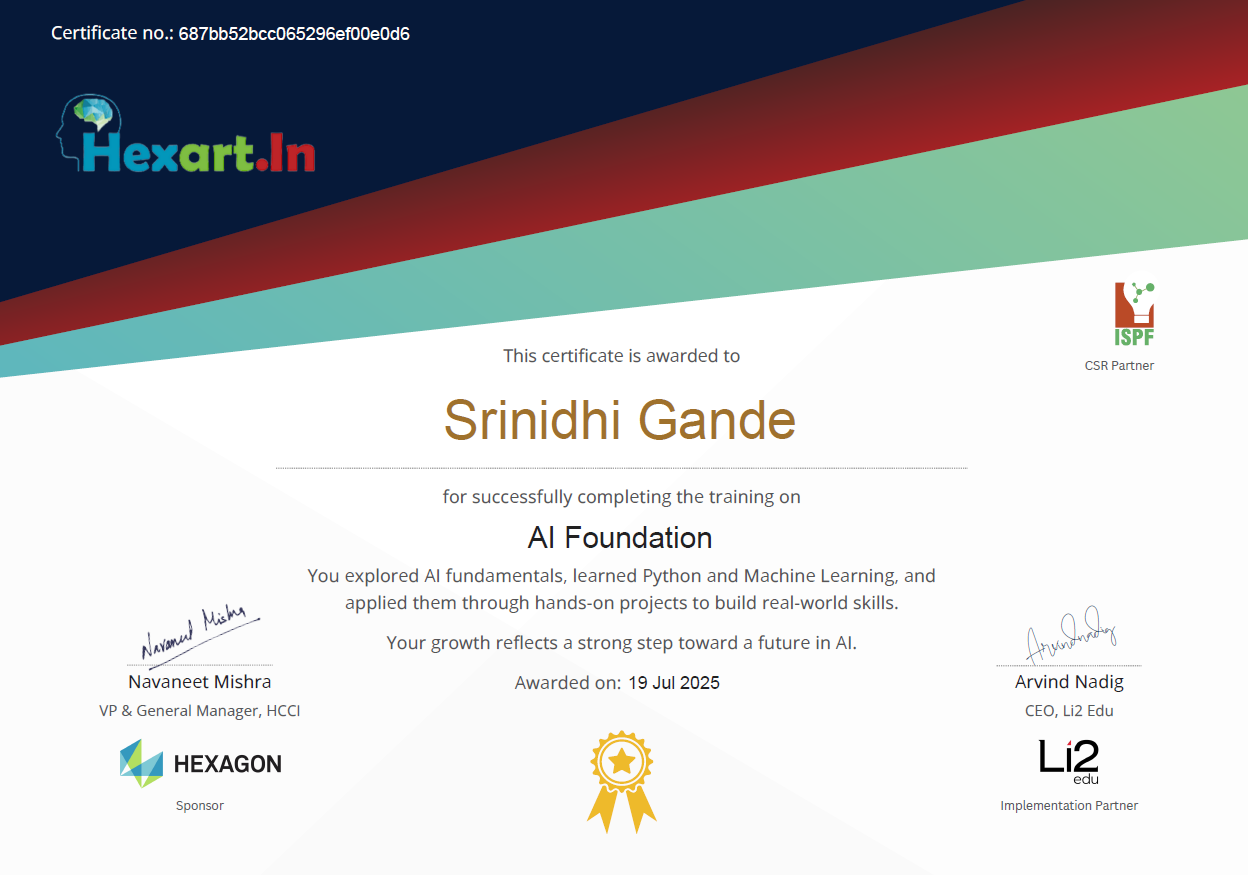 Certificate no.: 687bb52bcc065296ef00e0d6
Hexart.In
ISPF
CSR Partner
This certificate is awarded to
Srinidhi Gande
for successfully completing the training on
AI Foundation
You explored AI fundamentals, learned Python and Machine Learning, and
applied them through hands-on projects to build real-world skills.
Your growth reflects a strong step toward a future in AI.
Awarded on: 19 Jul 2025
Navaneet Mishra
Navaneet Mishra
VP & General Manager, HCCI
HEXAGON
Sponsor
Arvindnadig
Arvind Nadig
CEO, Li2 Edu
Li2
edu
Implementation Partner